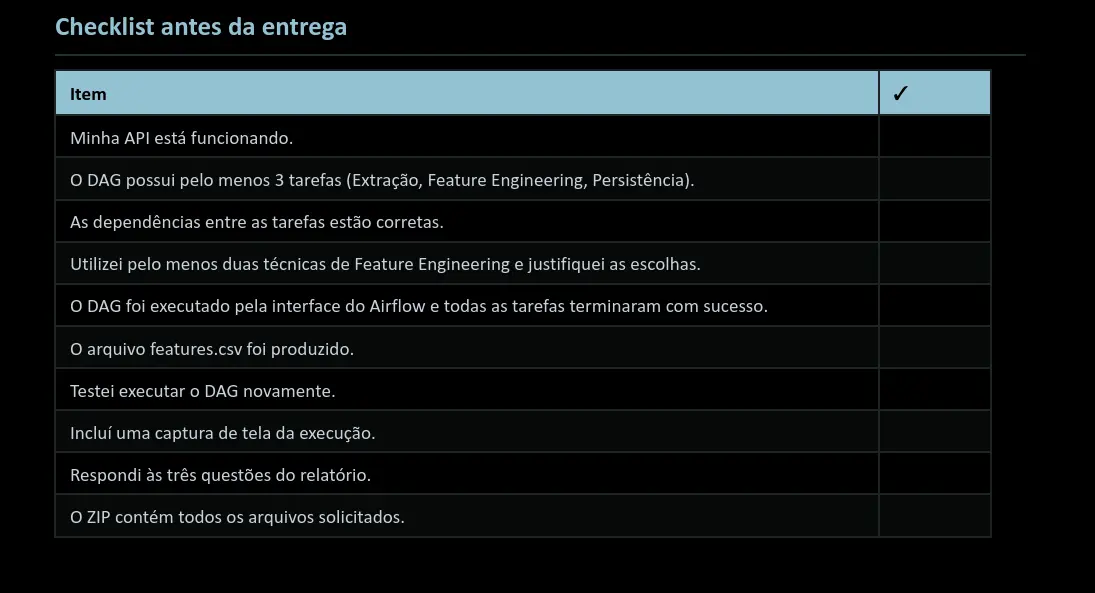 Checklist antes da entrega
Item ✓
Minha API está funcionando.
O DAG possui pelo menos 3 tarefas (Extração, Feature Engineering, Persistência).
As dependências entre as tarefas estão corretas.
Utilizei pelo menos duas técnicas de Feature Engineering e justifiquei as escolhas.
O DAG foi executado pela interface do Airflow e todas as tarefas terminaram com sucesso.
O arquivo features.csv foi produzido.
Testei executar o DAG novamente.
Incluí uma captura de tela da execução.
Respondi às três questões do relatório.
O ZIP contém todos os arquivos solicitados.